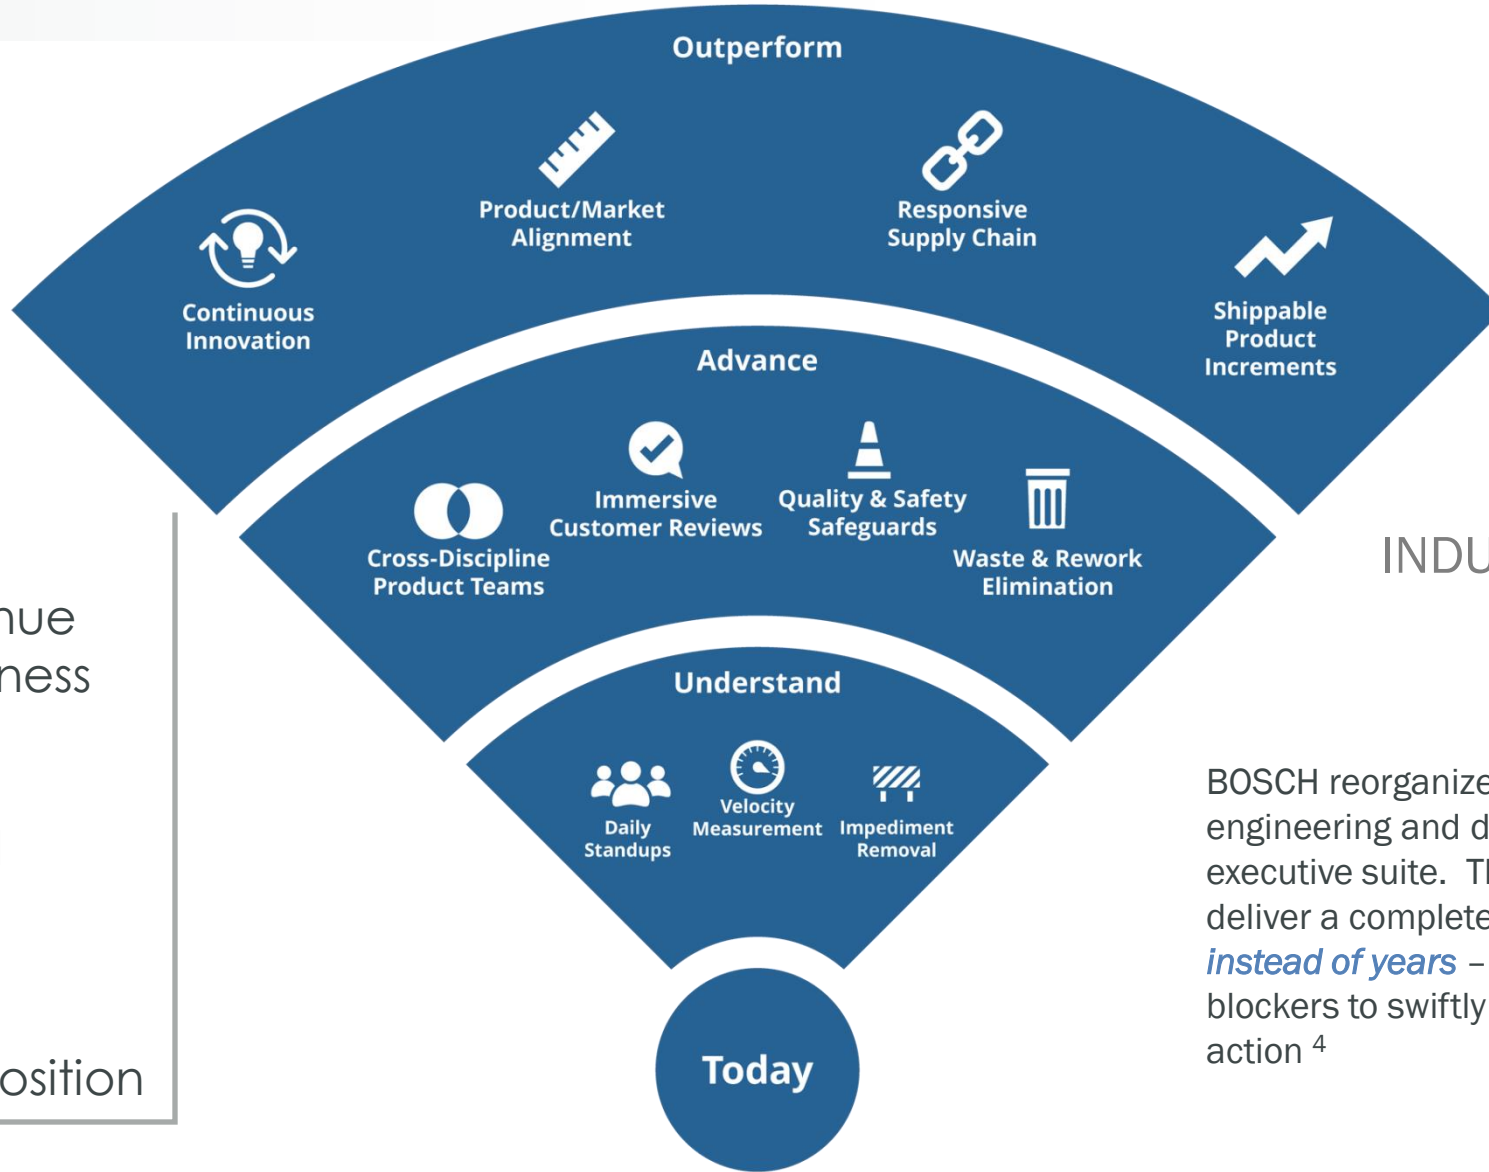 Outperform
Product/Market
Alignment
Responsive
Supply Chain
Continuous
Innovation
Shippable
Product
Increments
Advance
Immersive
Customer Reviews
Quality & Safety
Safeguards
Cross-Discipline
Product Teams
Waste & Rework
Elimination
Understand
Velocity
Measurement
Daily
Standups
Impediment
Removal
Today
nue
ness
osition
INDU
BOSCH reorganize
engineering and d
executive suite. Th
deliver a complete
instead of years –
blockers to swiftly
action 4